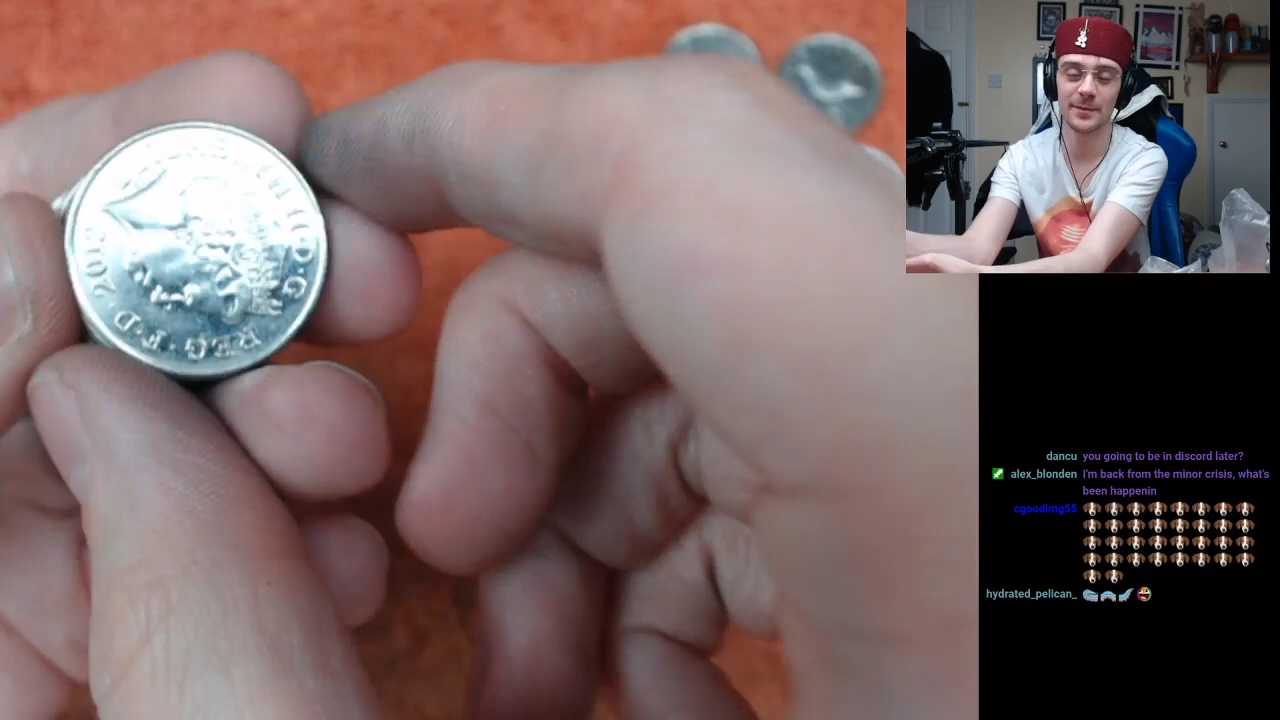 III·D·G·
REG·F·D·
dancu you going to be in discord later?
alex_blonden I'm back from the minor crisis, what's
been happenin
cgoodimg55
hydrated_pelican_